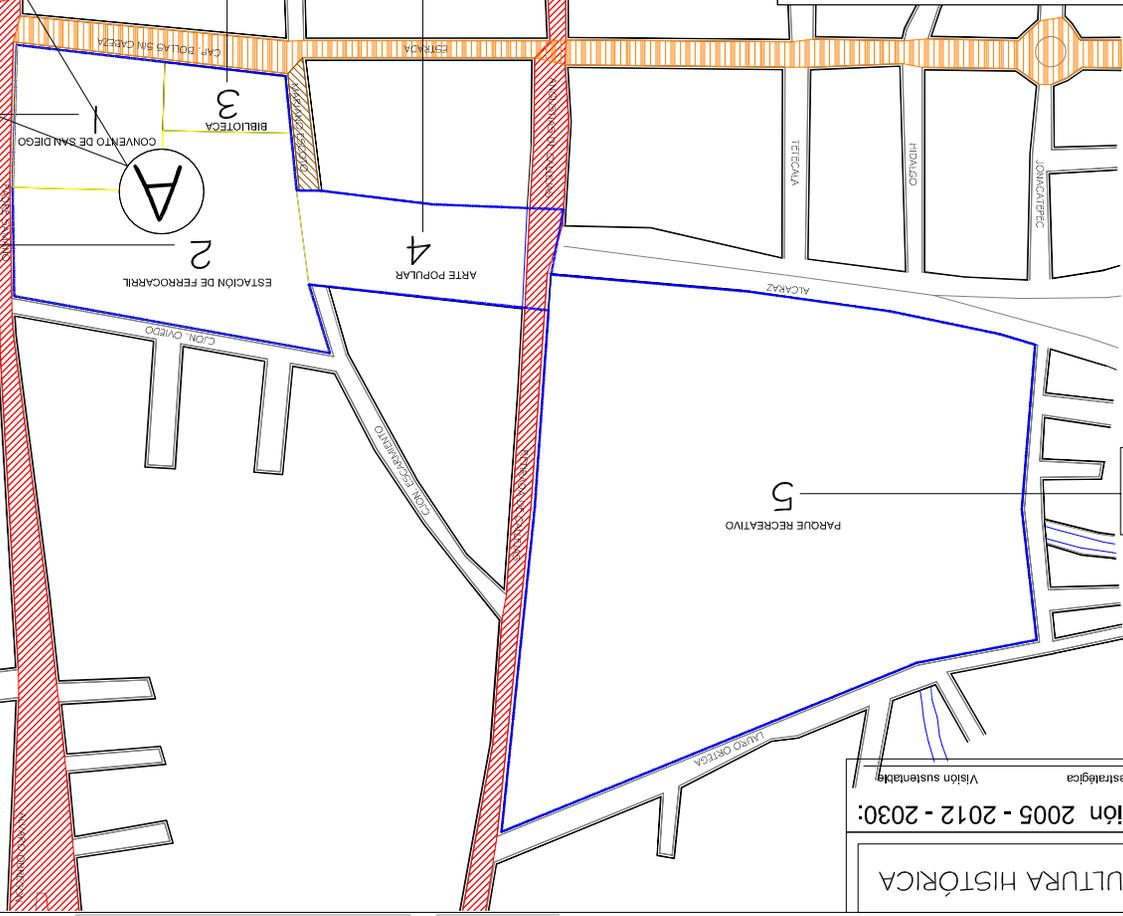 ULTURA HISTÓRICA
ión 2005 - 2012 - 2030:
estratégica Visión sustentable
LAURO ORTEGA
PARQUE RECREATIVO
5
CJON. ESCARMIENTO
CJON. OVIEDO
ALCARAZ
ESTACIÓN DE FERROCARRIL
2
ARTE POPULAR
4
A
CONVENTO DE SAN DIEGO
1
BIBLIOTECA
3
JONACATEPEC
HIDALGO
TETECALA
ESTRADA
CAP. BOLLAS SIN CABEZA